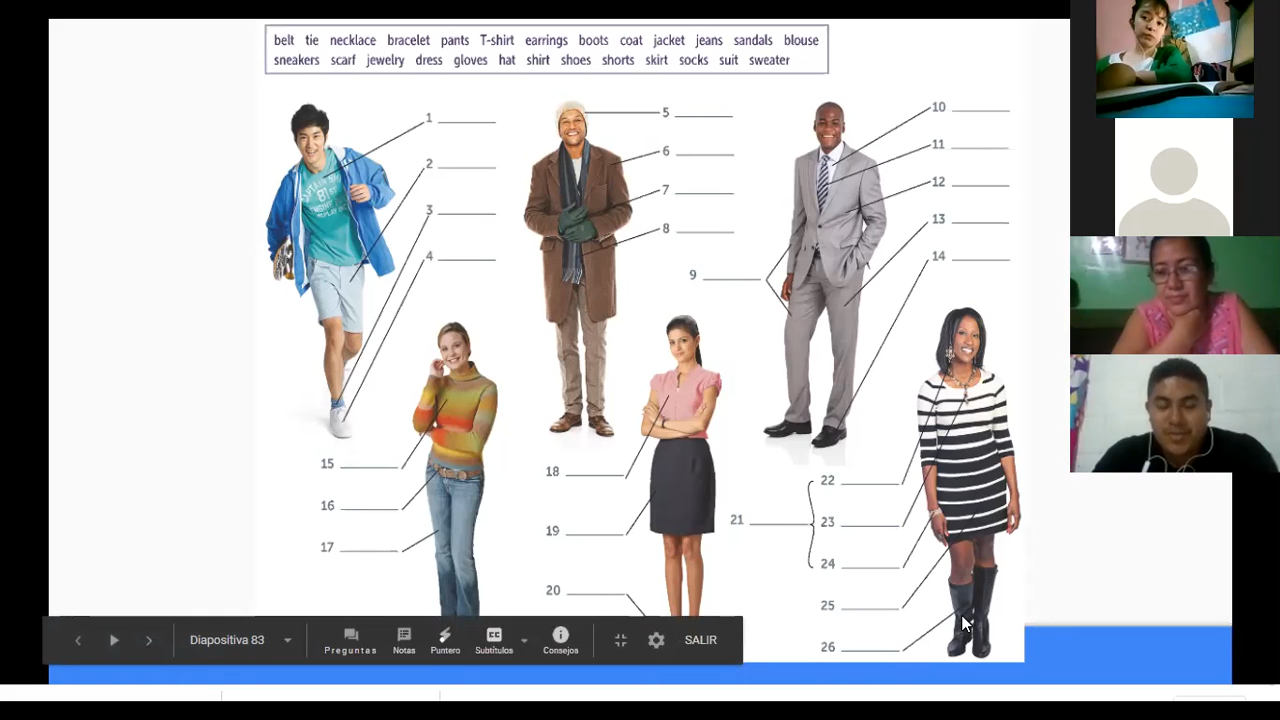 belt tie necklace bracelet pants T-shirt earrings boots coat jacket jeans sandals blouse
sneakers scarf jewelry dress gloves hat shirt shoes shorts skirt socks suit sweater
1
2
3
4
5
6
7
8
9
10
11
12
13
14
15
16
17
18
19
20
21
22
23
24
25
26
Diapositiva 83
Preguntas
Notas
Puntero
CC
Subtítulos
Consejos
SALIR